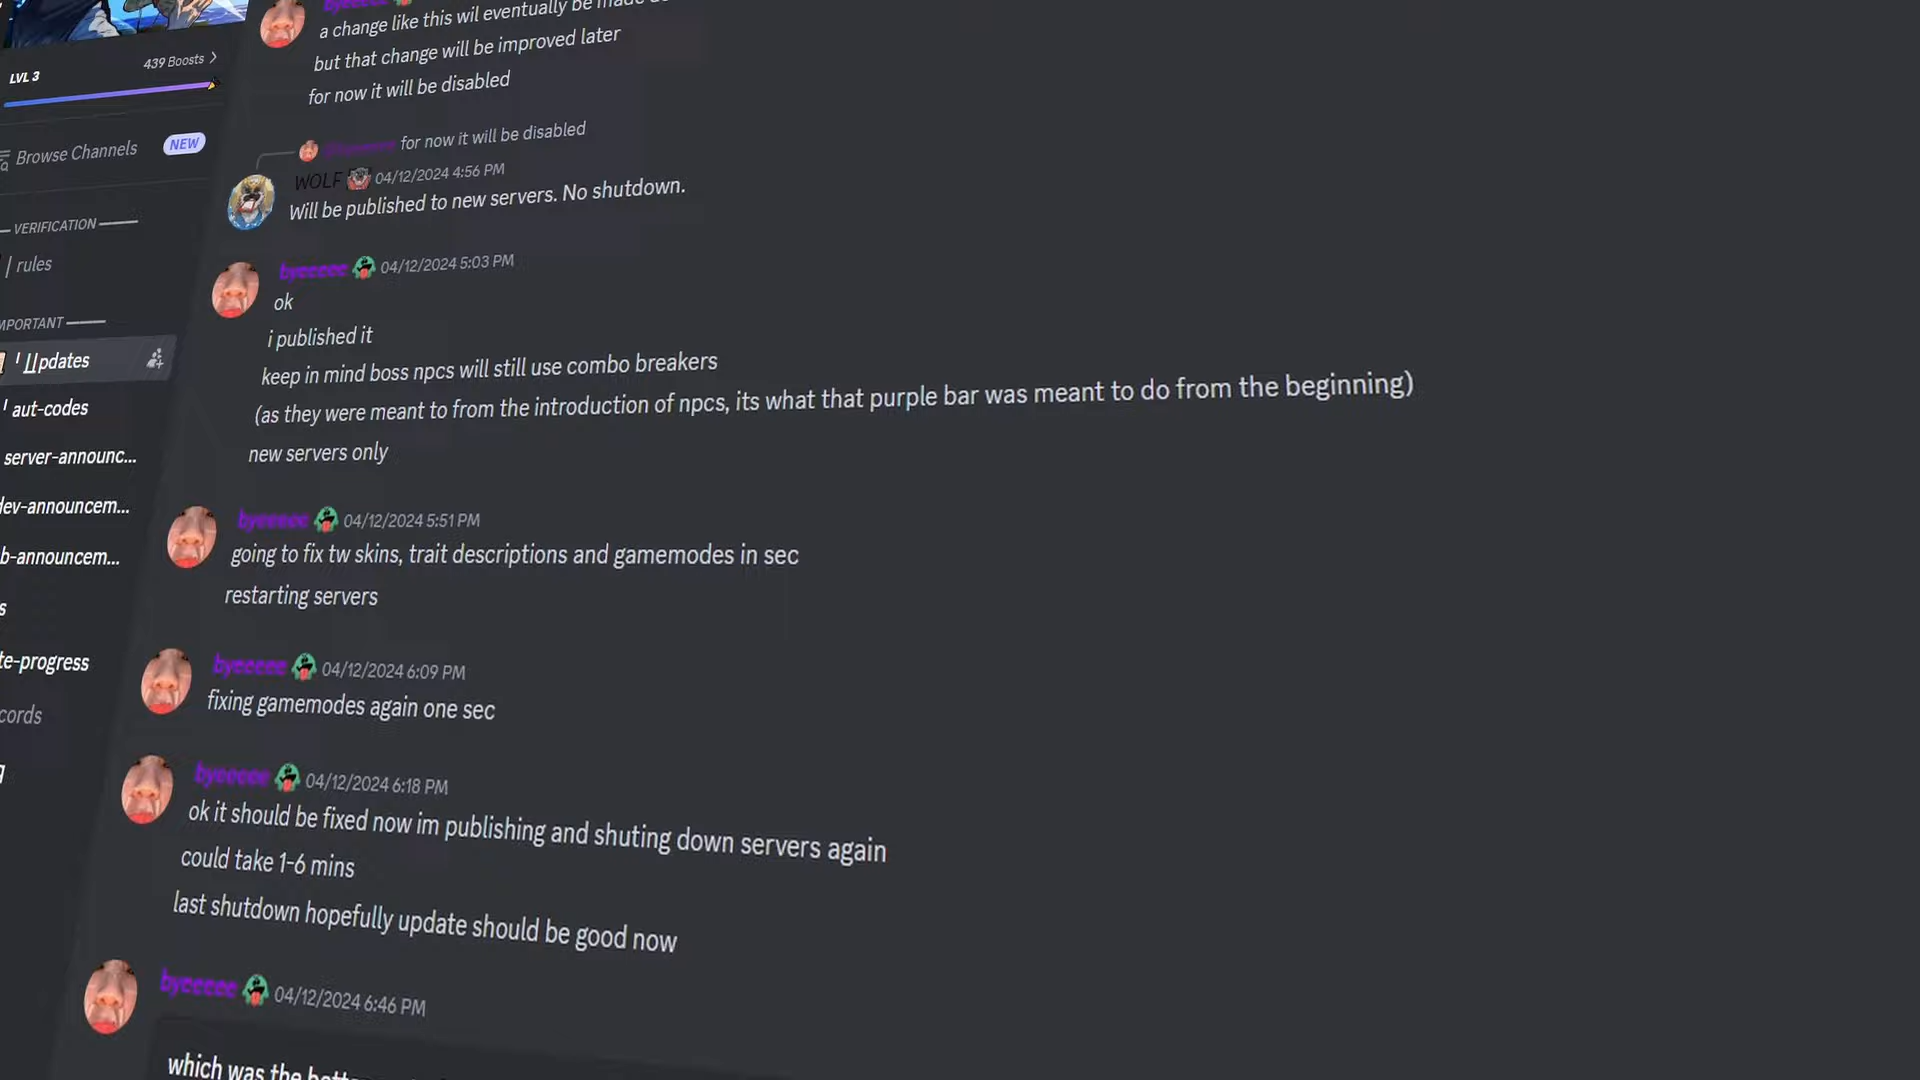 LVL 3
439 Boosts
Browse Channels
NEW
VERIFICATION
rules
Updates
aut-codes
server-announc...
dev-announcem...
b-announcem...
s
te-progress
cords
a change like this wil eventually be made
but that change will be improved later
for now it will be disabled
for now it will be disabled
WOLF 04/12/2024 4:56 PM
Will be published to new servers. No shutdown.
byeeeee 04/12/2024 5:03 PM
ok
i published it
keep in mind boss npcs will still use combo breakers
(as they were meant to from the introduction of npcs, its what that purple bar was meant to do from the beginning)
new servers only
byeeeee 04/12/2024 5:51 PM
going to fix tw skins, trait descriptions and gamemodes in sec
restarting servers
byeeeee 04/12/2024 6:09 PM
fixing gamemodes again one sec
byeeeee 04/12/2024 6:18 PM
ok it should be fixed now im publishing and shuting down servers again
could take 1-6 mins
last shutdown hopefully update should be good now
byeeeee 04/12/2024 6:46 PM
which was the